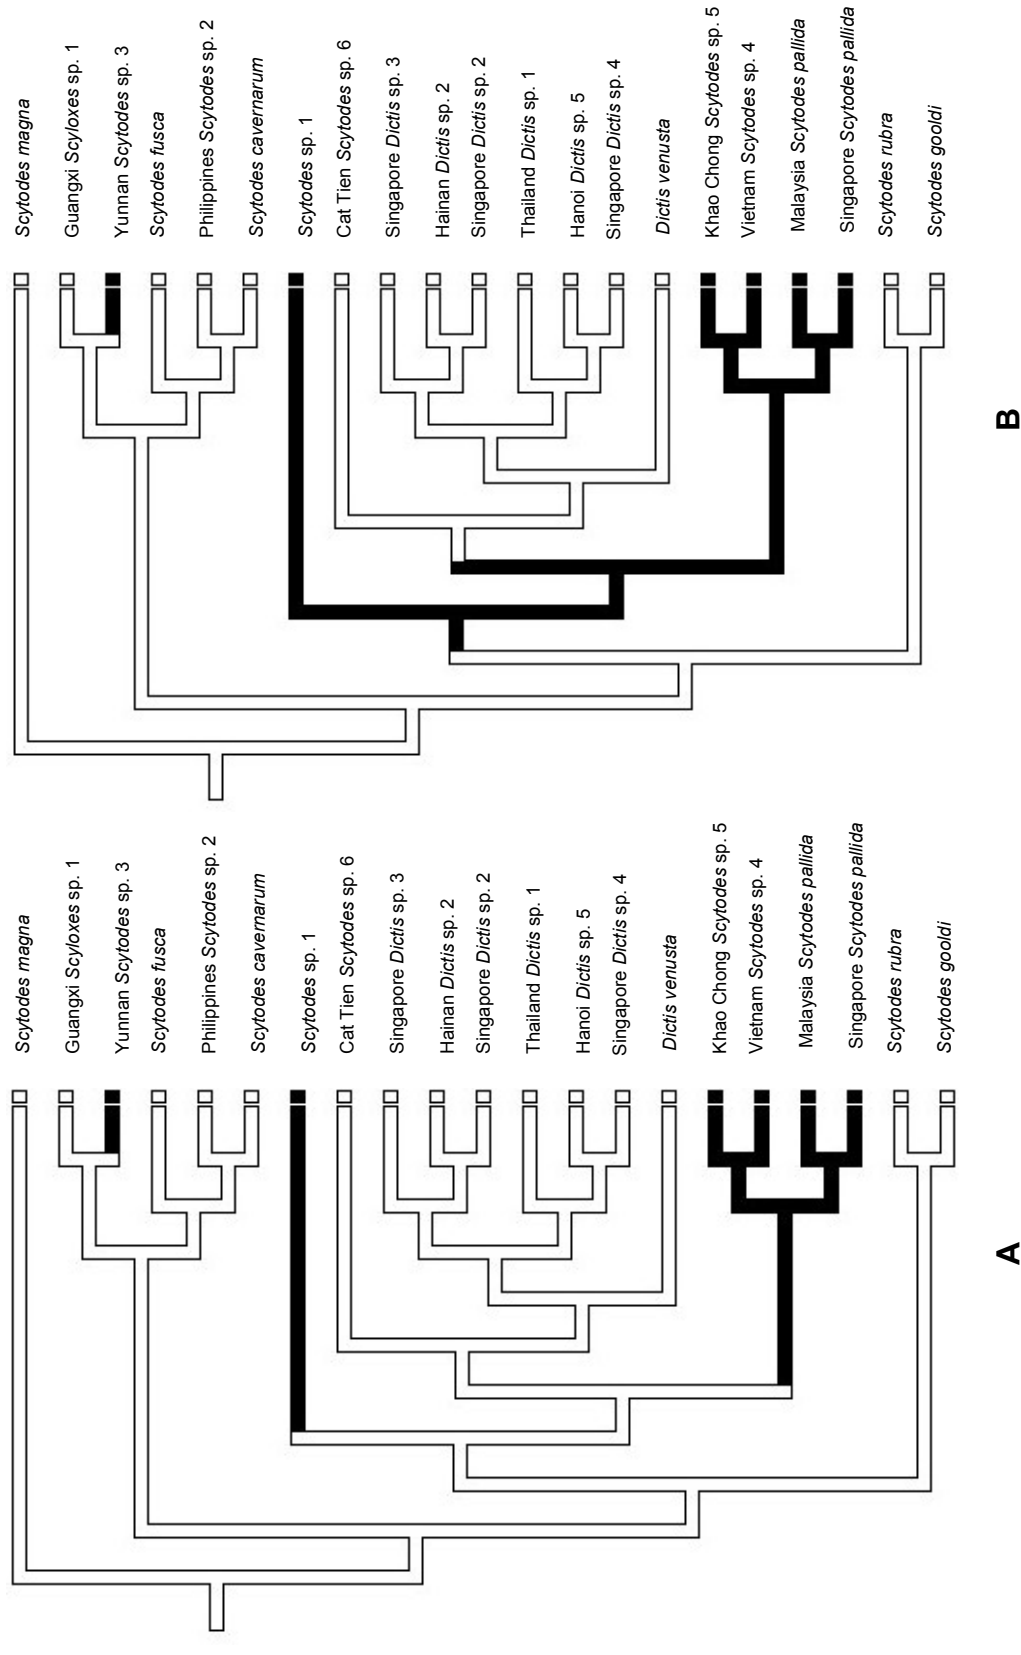 Scytodes magna
Guangxi Scyloxes sp. 1
Yunnan Scytodes sp. 3
Scytodes fusca
Philippines Scytodes sp. 2
Scytodes cavernarum
Scytodes sp. 1
Cat Tien Scytodes sp. 6
Singapore Dictis sp. 3
Hainan Dictis sp. 2
Singapore Dictis sp. 2
Thailand Dictis sp. 1
Hanoi Dictis sp. 5
Singapore Dictis sp. 4
Dictis venusta
Khao Chong Scytodes sp. 5
Vietnam Scytodes sp. 4
Malaysia Scytodes pallida
Singapore Scytodes pallida
Scytodes rubra
Scytodes gooldi
B
Scytodes magna
Guangxi Scyloxes sp. 1
Yunnan Scytodes sp. 3
Scytodes fusca
Philippines Scytodes sp. 2
Scytodes cavernarum
Scytodes sp. 1
Cat Tien Scytodes sp. 6
Singapore Dictis sp. 3
Hainan Dictis sp. 2
Singapore Dictis sp. 2
Thailand Dictis sp. 1
Hanoi Dictis sp. 5
Singapore Dictis sp. 4
Dictis venusta
Khao Chong Scytodes sp. 5
Vietnam Scytodes sp. 4
Malaysia Scytodes pallida
Singapore Scytodes pallida
Scytodes rubra
Scytodes gooldi
A